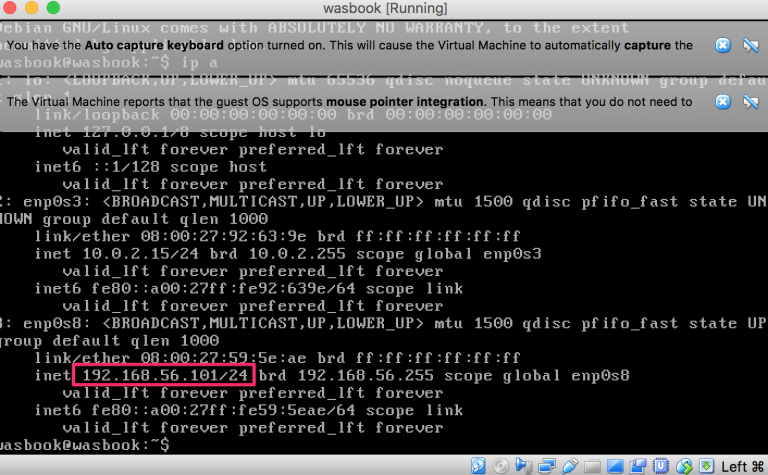 wasbook [Running]
Debian GNU/Linux comes with ABSOLUTELY NO WARRANTY, to the extent
You have the Auto capture keyboard option turned on. This will cause the Virtual Machine to automatically capture the
wasbook@wasbook:~$ ip a
1: lo: <LOOPBACK,UP,LOWER_UP> mtu 65536 qdisc noqueue state UNKNOWN group defau
The Virtual Machine reports that the guest OS supports mouse pointer integration. This means that you do not need to
link/loopback 00:00:00:00:00:00 brd 00:00:00:00:00:00
inet 127.0.0.1/8 scope host lo
valid_lft forever preferred_lft forever
inet6 ::1/128 scope host
valid_lft forever preferred_lft forever
2: enp0s3: <BROADCAST,MULTICAST,UP,LOWER_UP> mtu 1500 qdisc pfifo_fast state UN
NOWN group default qlen 1000
link/ether 08:00:27:92:63:9e brd ff:ff:ff:ff:ff:ff
inet 10.0.2.15/24 brd 10.0.2.255 scope global enp0s3
valid_lft forever preferred_lft forever
inet6 fe80::a00:27ff:fe92:639e/64 scope link
valid_lft forever preferred_lft forever
3: enp0s8: <BROADCAST,MULTICAST,UP,LOWER_UP> mtu 1500 qdisc pfifo_fast state UP
group default qlen 1000
link/ether 08:00:27:59:5e:ae brd ff:ff:ff:ff:ff:ff
inet 192.168.56.101/24 brd 192.168.56.255 scope global enp0s8
valid_lft forever preferred_lft forever
inet6 fe80::a00:27ff:fe59:5eae/64 scope link
valid_lft forever preferred_lft forever
wasbook@wasbook:~$
Left ⌘